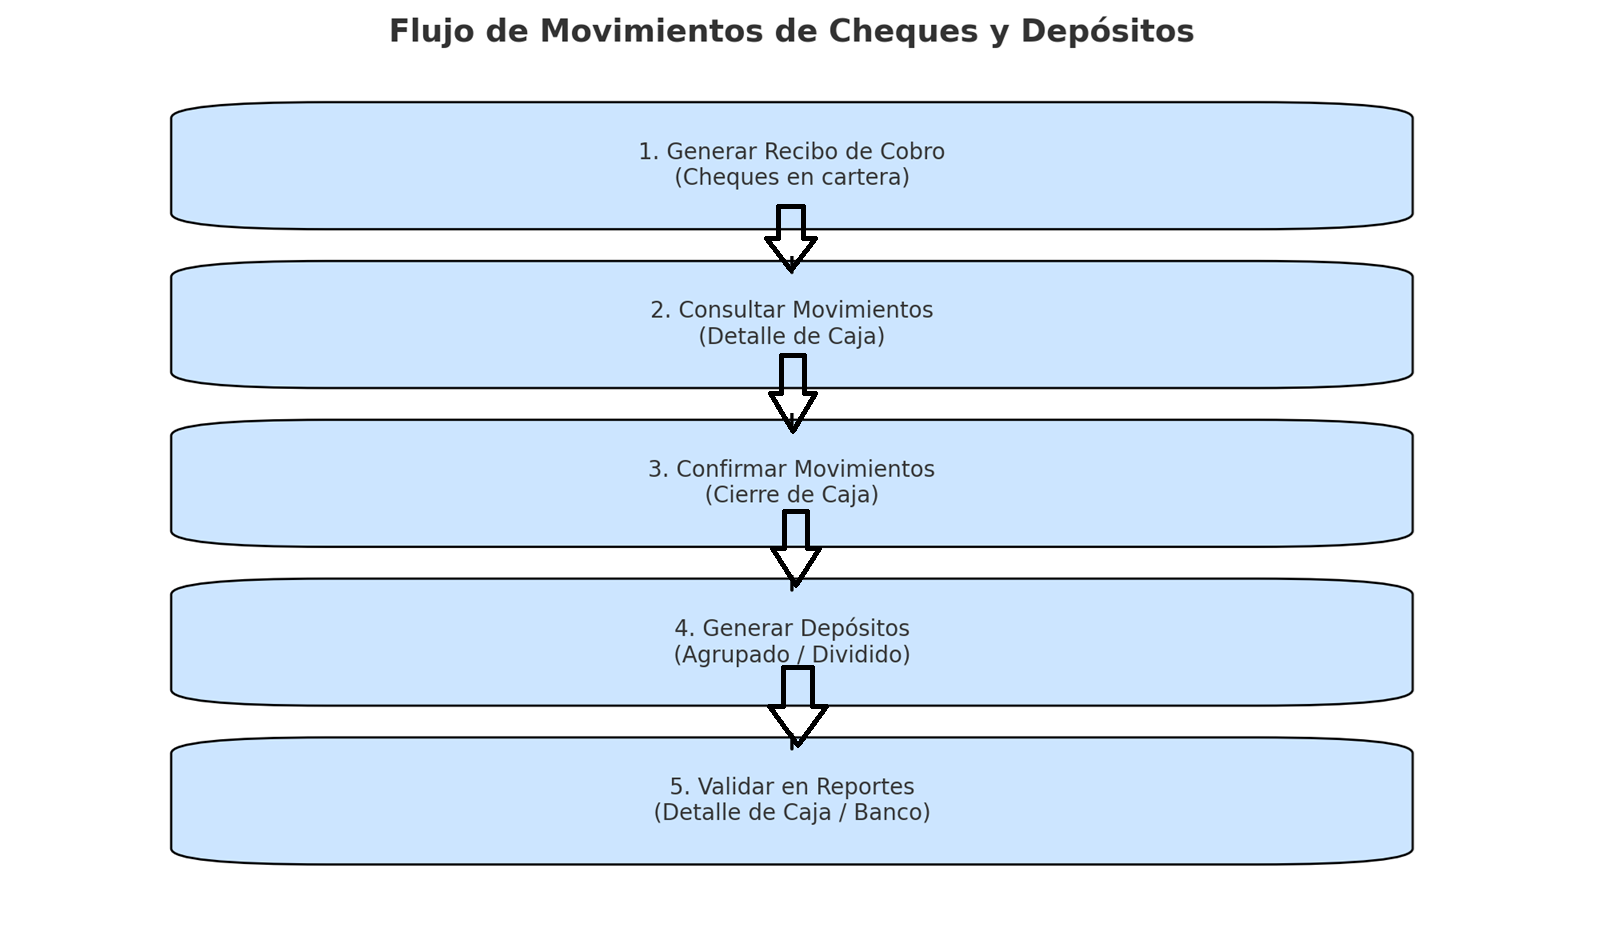 Flujo de Movimientos de Cheques y Depósitos
1. Generar Recibo de Cobro
(Cheques en cartera)
2. Consultar Movimientos
(Detalle de Caja)
3. Confirmar Movimientos
(Cierre de Caja)
4. Generar Depósitos
(Agrupado / Dividido)
5. Validar en Reportes
(Detalle de Caja / Banco)